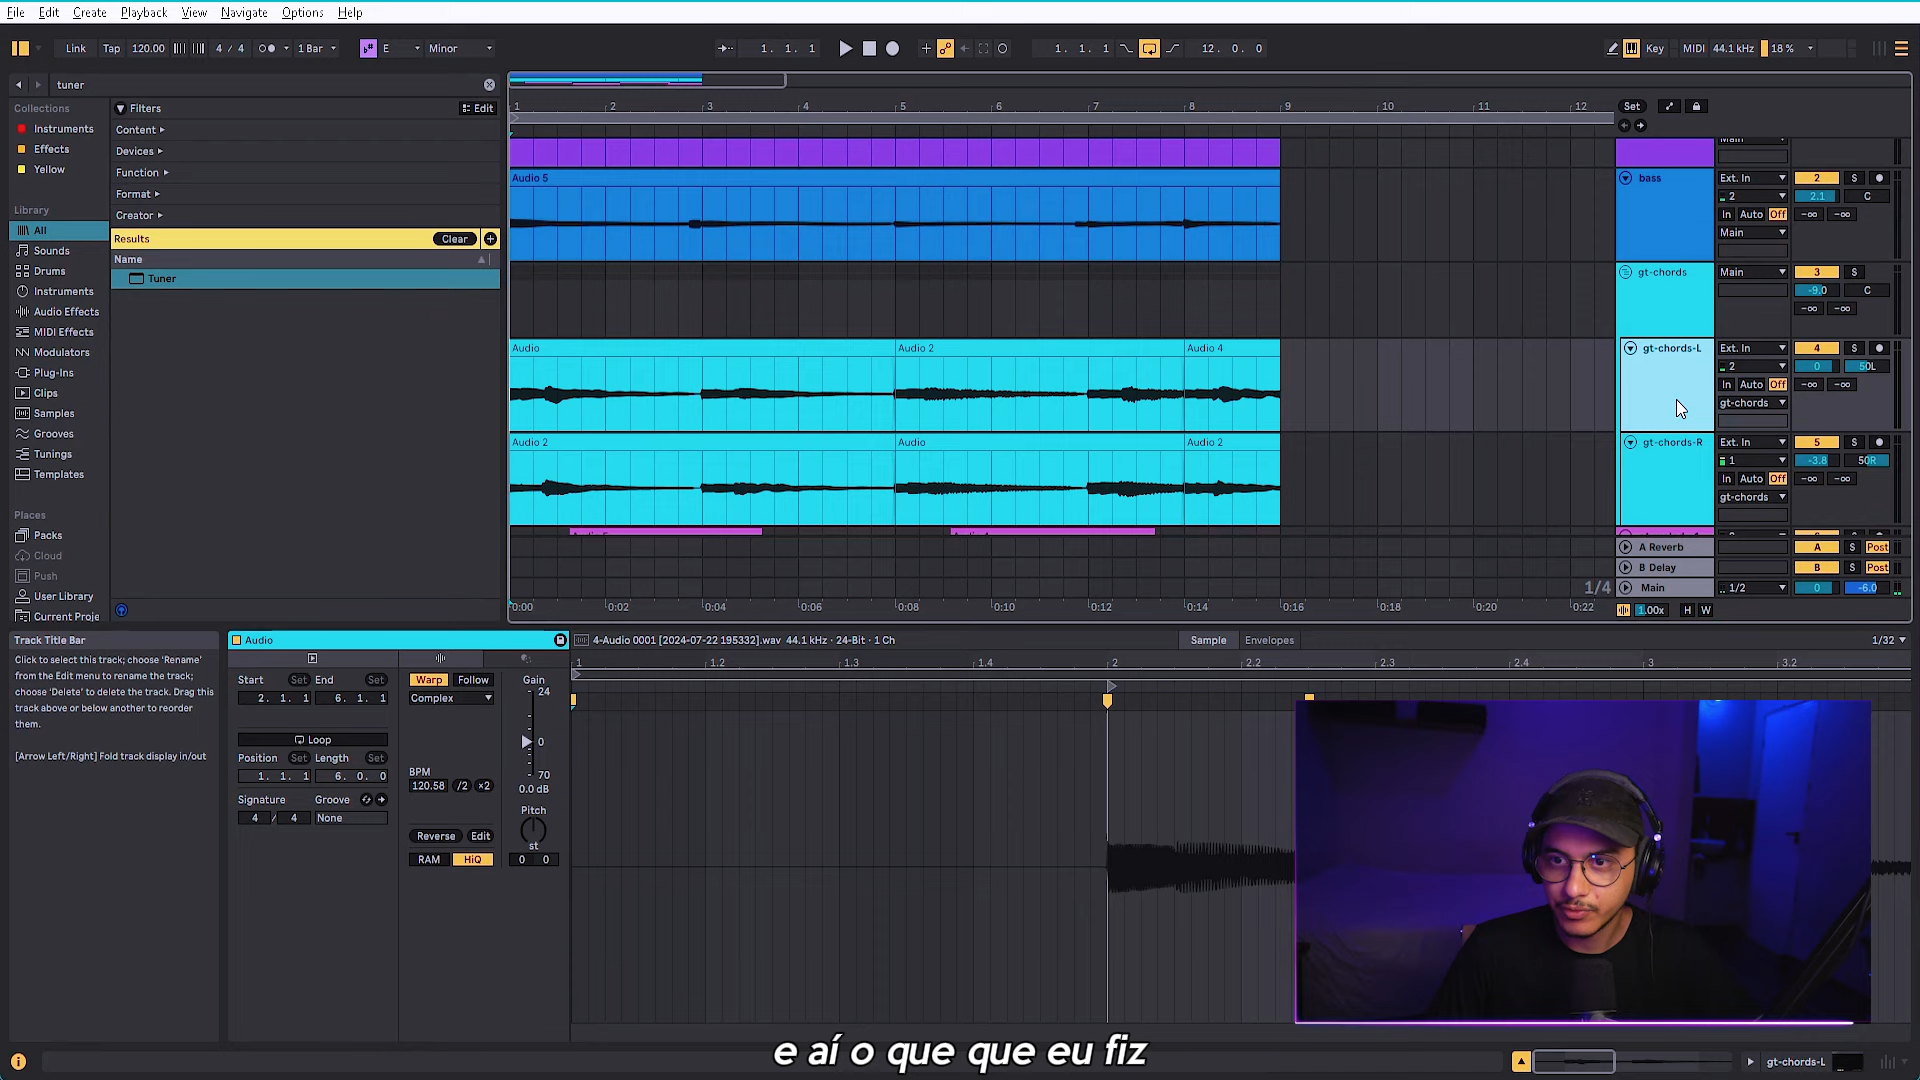 File Edit Create Playback View Navigate Options Help
Link Tap 120.00 4 / 4 1 Bar E Minor 1. 1. 1 1. 1. 1 12. 0. 0 Key MIDI 44.1 kHz 18 %
tuner
Collections
Instruments
Effects
Yellow
Library
All
Sounds
Drums
Instruments
Audio Effects
MIDI Effects
Modulators
Plug-Ins
Clips
Samples
Grooves
Tunings
Templates
Places
Packs
Cloud
Push
User Library
Current Proje
Filters Edit
Content
Devices
Function
Format
Creator
Results Clear
Name
Tuner
1 2 3 4 5 6 7 8 9 10 11 12 Set
Audio 5
Audio Audio 2 Audio 4
Audio 2 Audio Audio 2
bass Ext. In 2 S
2 2.1 C
In Auto Off -∞ -∞
Main
gt-chords Main 3 S
-9.0 C
-∞ -∞
gt-chords-L Ext. In 4 S
2 0 50L
In Auto Off -∞ -∞
gt-chords
gt-chords-R Ext. In 5 S
1 -3.8 50R
In Auto Off -∞ -∞
gt-chords
A Reverb A S Post
B Delay B S Post
1/4 Main 1/2 0 -6.0
0:00 0:02 0:04 0:06 0:08 0:10 0:12 0:14 0:16 0:18 0:20 0:22 1.00x H W
Track Title Bar
Click to select this track; choose 'Rename'
from the Edit menu to rename the track;
choose 'Delete' to delete the track. Drag this
track above or below another to reorder
them.
[Arrow Left/Right] Fold track display in/out
Audio
Start Set End Set
2. 1. 1 6. 1. 1
Loop
Position Set Length Set
1. 1. 1 6. 0. 0
Signature Groove
4 / 4 None
Warp Follow
Complex
BPM
120.58 /2 ×2
Reverse Edit
RAM HiQ
Gain
24
0
70
0.0 dB
Pitch
st
0 0
4-Audio 0001 [2024-07-22 195332].wav 44.1 kHz · 24-Bit · 1 Ch Sample Envelopes 1/32
1 1.2 1.3 1.4 2 2.2 2.3 2.4 3 3.2
e aí o que que eu fiz
gt-chords-L